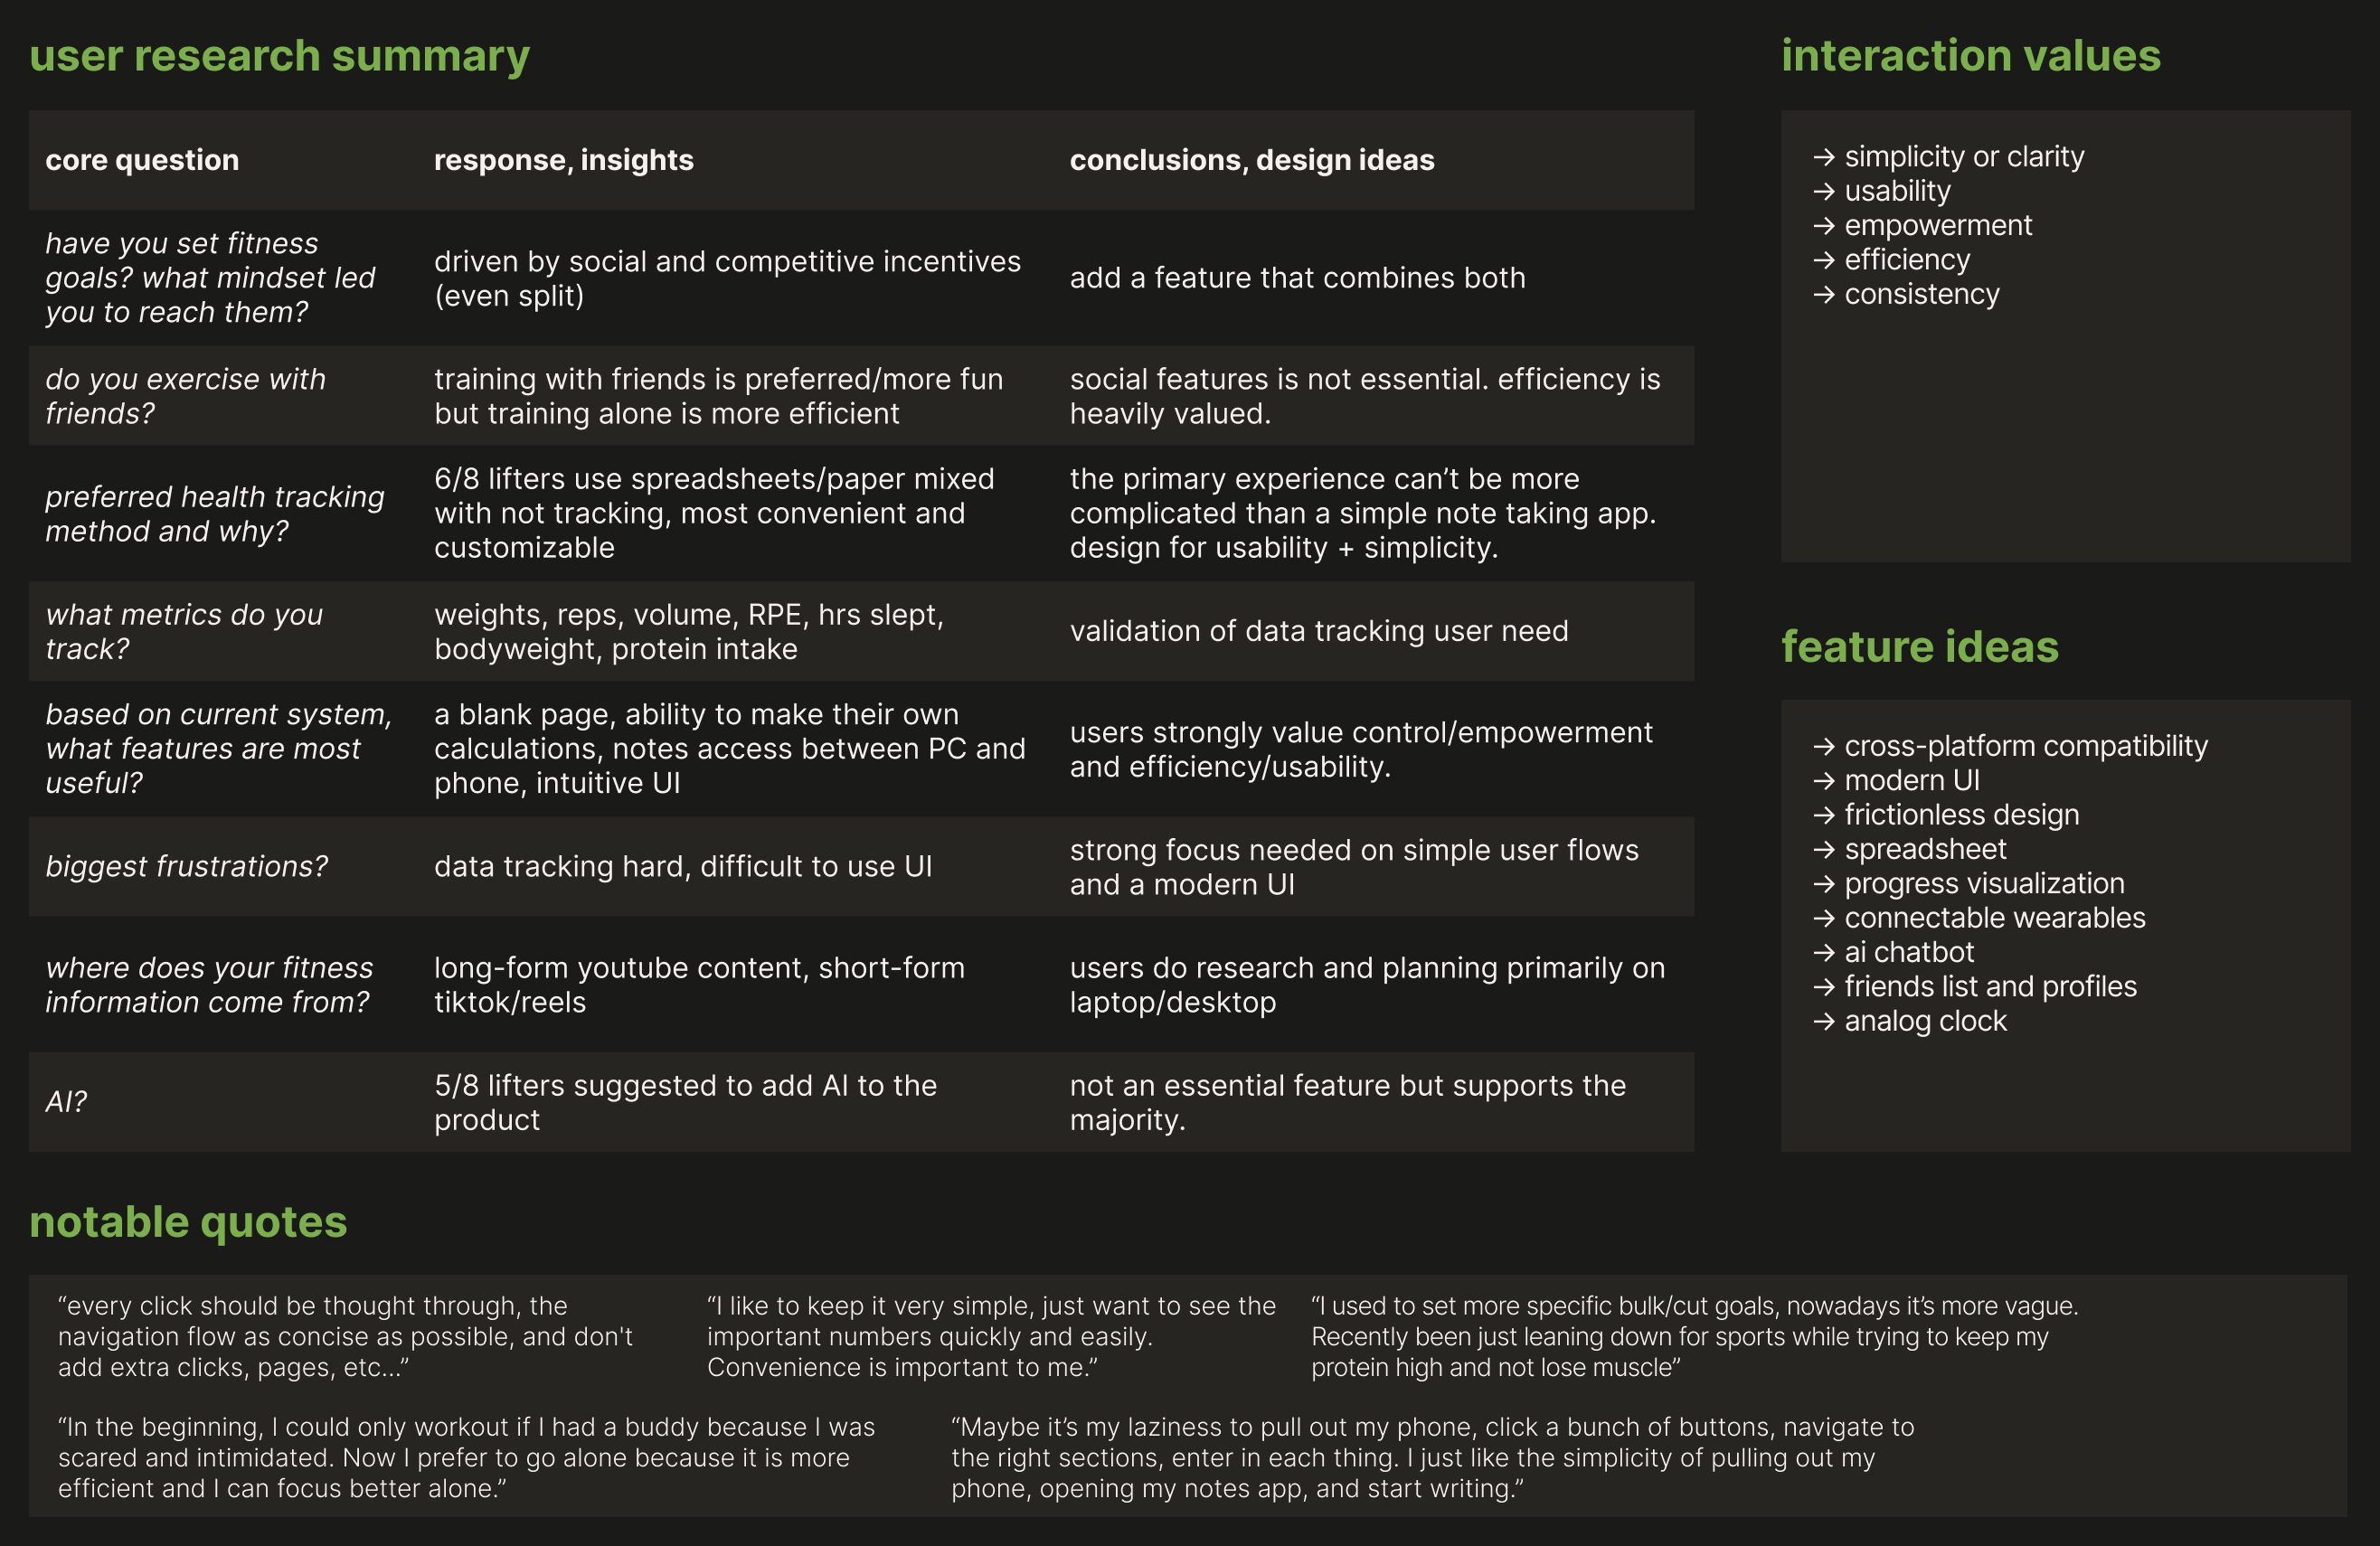 user research summary
core question
response, insights
conclusions, design ideas
have you set fitness
goals? what mindset led
you to reach them?
driven by social and competitive incentives
(even split)
add a feature that combines both
do you exercise with
friends?
training with friends is preferred/more fun
but training alone is more efficient
social features is not essential. efficiency is
heavily valued.
preferred health tracking
method and why?
6/8 lifters use spreadsheets/paper mixed
with not tracking, most convenient and
customizable
the primary experience can’t be more
complicated than a simple note taking app.
design for usability + simplicity.
what metrics do you
track?
weights, reps, volume, RPE, hrs slept,
bodyweight, protein intake
validation of data tracking user need
based on current system,
what features are most
useful?
a blank page, ability to make their own
calculations, notes access between PC and
phone, intuitive UI
users strongly value control/empowerment
and efficiency/usability.
biggest frustrations?
data tracking hard, difficult to use UI
strong focus needed on simple user flows
and a modern UI
where does your fitness
information come from?
long-form youtube content, short-form
tiktok/reels
users do research and planning primarily on
laptop/desktop
AI?
5/8 lifters suggested to add AI to the
product
not an essential feature but supports the
majority.
interaction values
→ simplicity or clarity
→ usability
→ empowerment
→ efficiency
→ consistency
feature ideas
→ cross-platform compatibility
→ modern UI
→ frictionless design
→ spreadsheet
→ progress visualization
→ connectable wearables
→ ai chatbot
→ friends list and profiles
→ analog clock
notable quotes
“every click should be thought through, the
navigation flow as concise as possible, and don't
add extra clicks, pages, etc...”
“I like to keep it very simple, just want to see the
important numbers quickly and easily.
Convenience is important to me.”
“I used to set more specific bulk/cut goals, nowadays it’s more vague.
Recently been just leaning down for sports while trying to keep my
protein high and not lose muscle”
“In the beginning, I could only workout if I had a buddy because I was
scared and intimidated. Now I prefer to go alone because it is more
efficient and I can focus better alone.”
“Maybe it’s my laziness to pull out my phone, click a bunch of buttons, navigate to
the right sections, enter in each thing. I just like the simplicity of pulling out my
phone, opening my notes app, and start writing.”